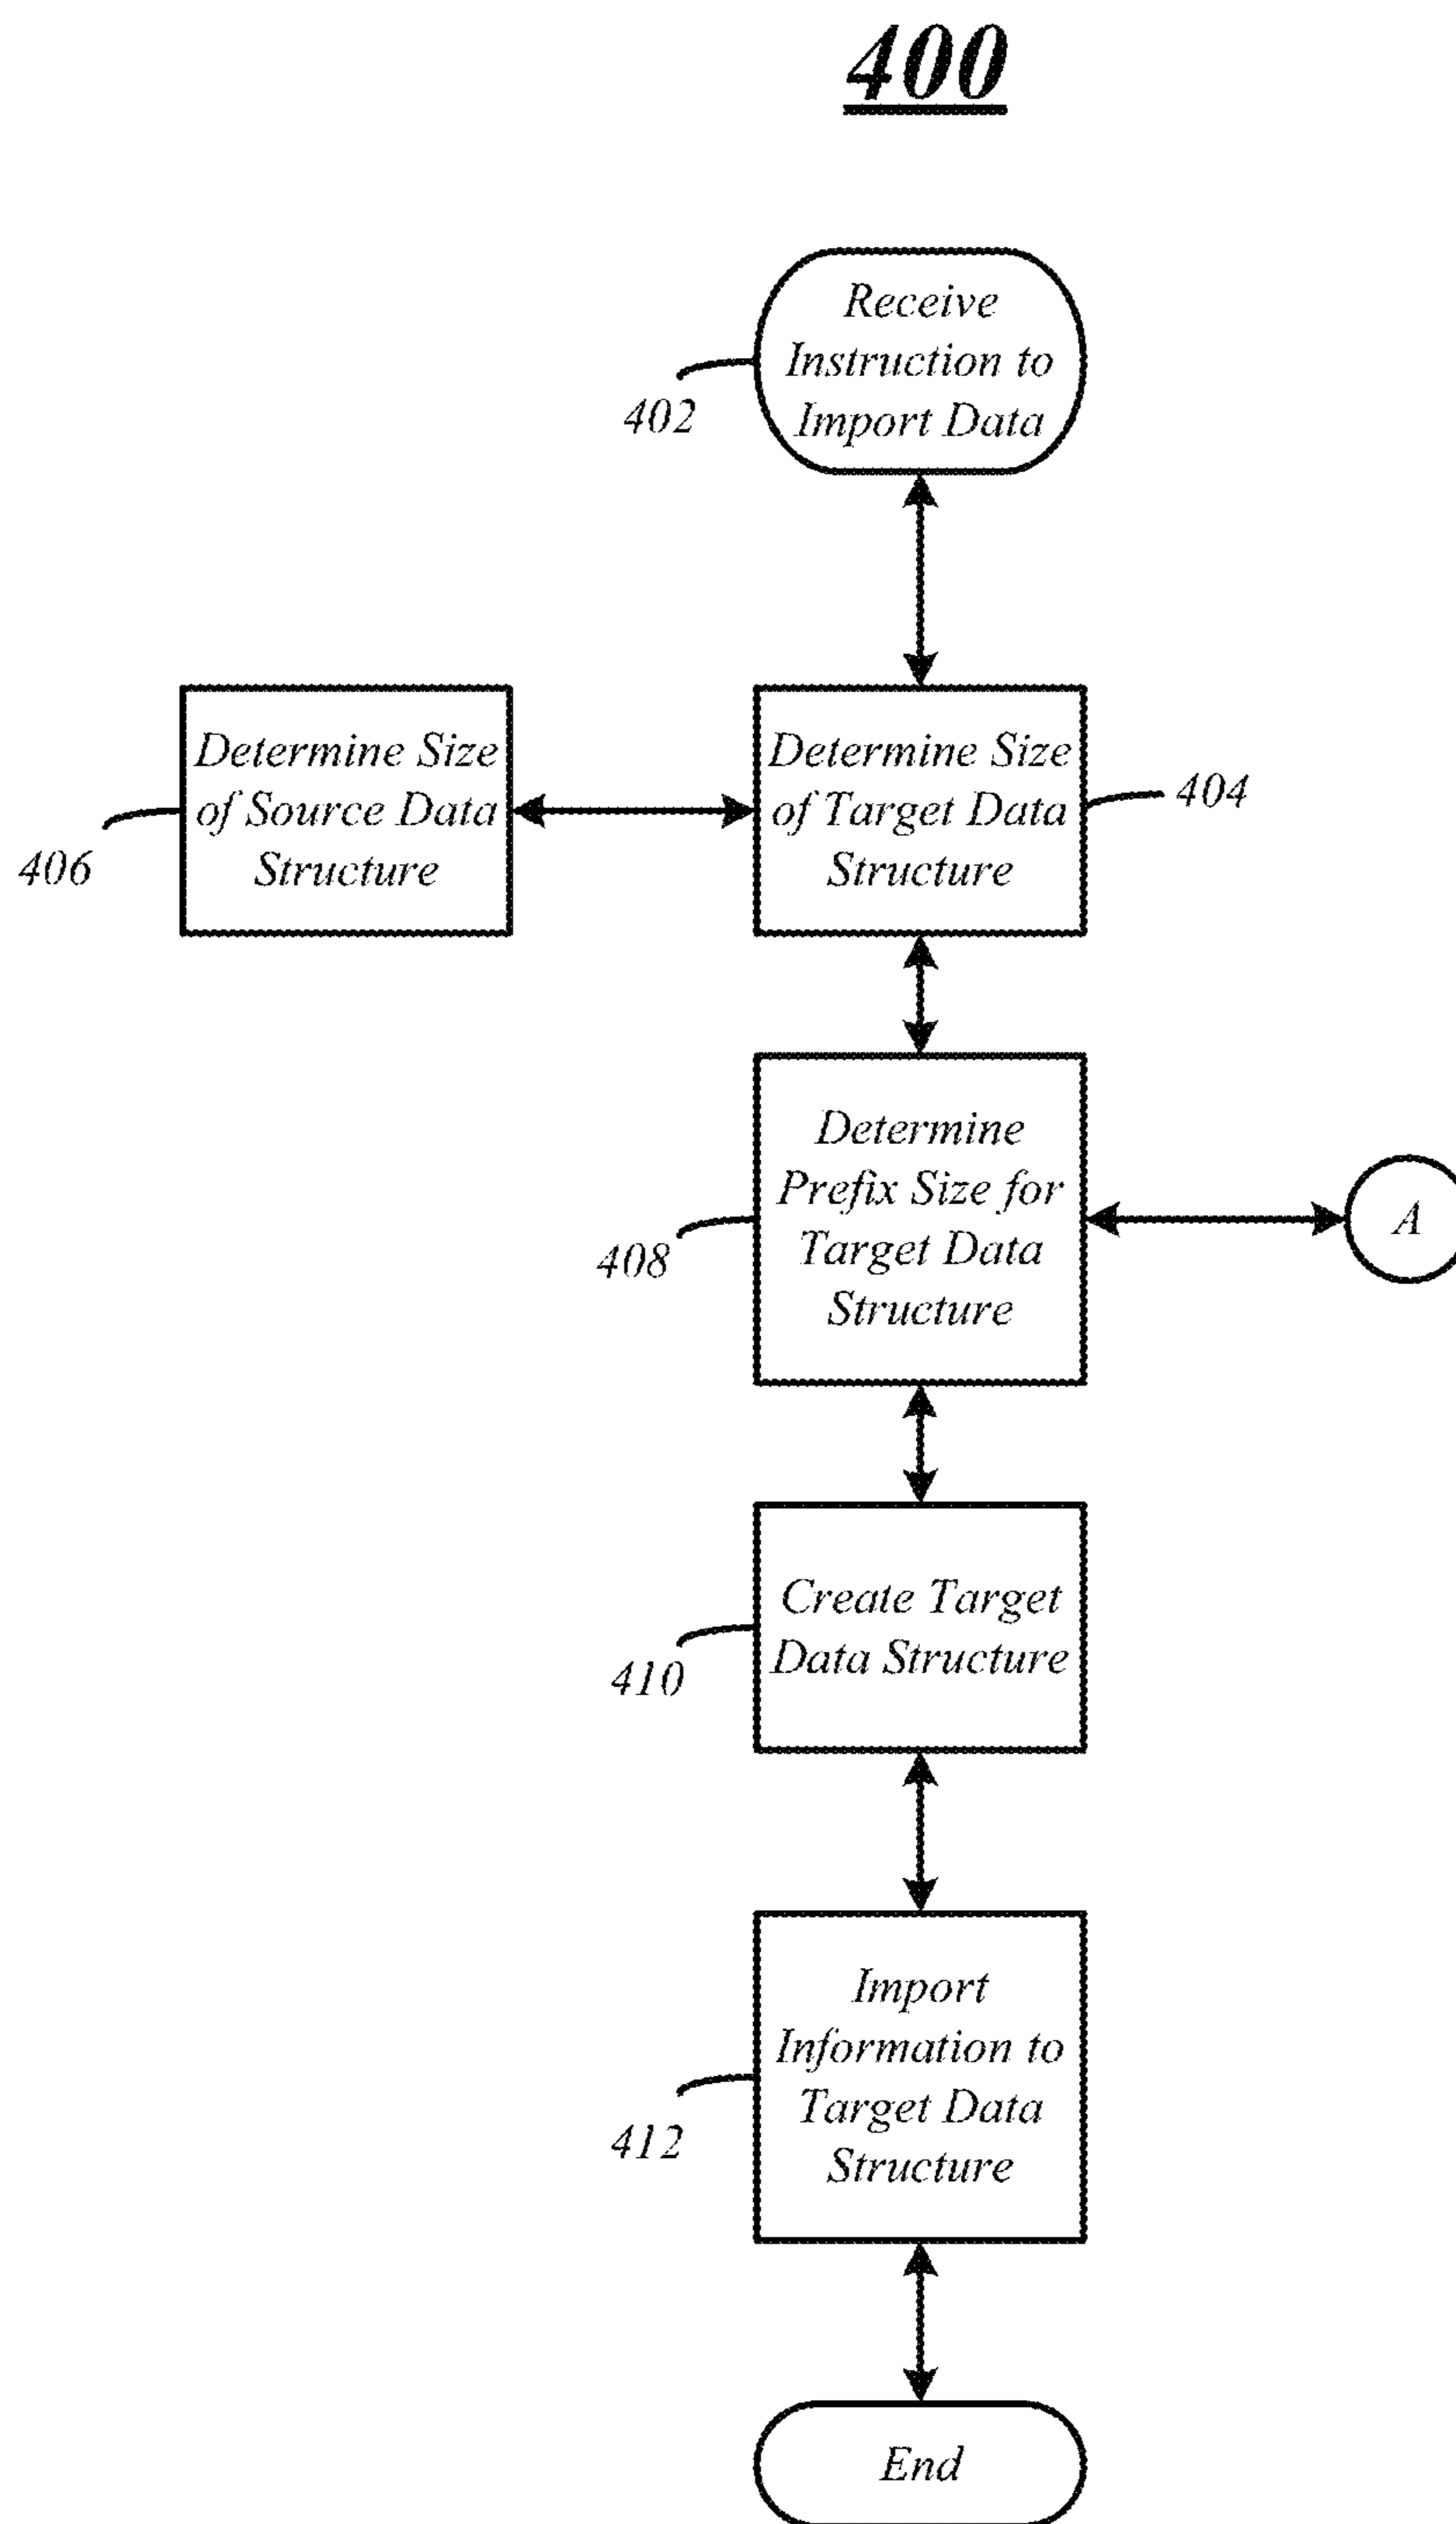 400
Receive
Instruction to
Import Data
402
Determine Size
of Source Data
Structure
406
Determine Size
of Target Data
Structure
404
Determine
Prefix Size for
Target Data
Structure
408
A
Create Target
Data Structure
410
Import
Information to
Target Data
Structure
412
End